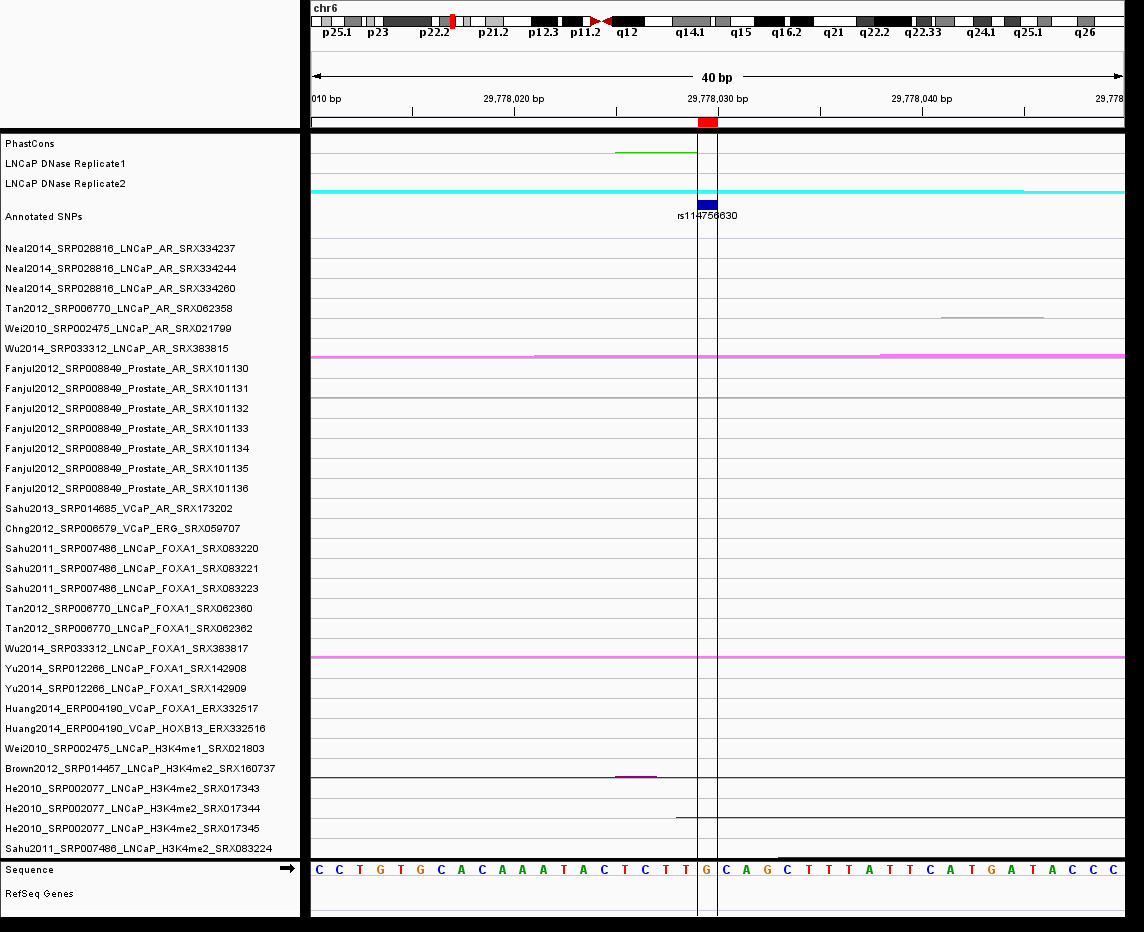 chr6
p25.1 p23 p22.2 p21.2 p12.3 p11.2 q12 q14.1 q15 q16.2 q21 q22.2 q22.33 q24.1 q25.1 q26
40 bp
010 bp 29,778,020 bp 29,778,030 bp 29,778,040 bp 29,778
PhastCons
LNCaP DNase Replicate1
LNCaP DNase Replicate2
Annotated SNPs rs114756630
Neal2014_SRP028816_LNCaP_AR_SRX334237
Neal2014_SRP028816_LNCaP_AR_SRX334244
Neal2014_SRP028816_LNCaP_AR_SRX334260
Tan2012_SRP006770_LNCaP_AR_SRX062358
Wei2010_SRP002475_LNCaP_AR_SRX021799
Wu2014_SRP033312_LNCaP_AR_SRX383815
Fanjul2012_SRP008849_Prostate_AR_SRX101130
Fanjul2012_SRP008849_Prostate_AR_SRX101131
Fanjul2012_SRP008849_Prostate_AR_SRX101132
Fanjul2012_SRP008849_Prostate_AR_SRX101133
Fanjul2012_SRP008849_Prostate_AR_SRX101134
Fanjul2012_SRP008849_Prostate_AR_SRX101135
Fanjul2012_SRP008849_Prostate_AR_SRX101136
Sahu2013_SRP014685_VCaP_AR_SRX173202
Chng2012_SRP006579_VCaP_ERG_SRX059707
Sahu2011_SRP007486_LNCaP_FOXA1_SRX083220
Sahu2011_SRP007486_LNCaP_FOXA1_SRX083221
Sahu2011_SRP007486_LNCaP_FOXA1_SRX083223
Tan2012_SRP006770_LNCaP_FOXA1_SRX062360
Tan2012_SRP006770_LNCaP_FOXA1_SRX062362
Wu2014_SRP033312_LNCaP_FOXA1_SRX383817
Yu2014_SRP012266_LNCaP_FOXA1_SRX142908
Yu2014_SRP012266_LNCaP_FOXA1_SRX142909
Huang2014_ERP004190_VCaP_FOXA1_ERX332517
Huang2014_ERP004190_VCaP_HOXB13_ERX332516
Wei2010_SRP002475_LNCaP_H3K4me1_SRX021803
Brown2012_SRP014457_LNCaP_H3K4me2_SRX160737
He2010_SRP002077_LNCaP_H3K4me2_SRX017343
He2010_SRP002077_LNCaP_H3K4me2_SRX017344
He2010_SRP002077_LNCaP_H3K4me2_SRX017345
Sahu2011_SRP007486_LNCaP_H3K4me2_SRX083224
Sequence C C T G T G C A C A A A T A C T C T T G C A G C T T T A T T C A T G A T A C C C
RefSeq Genes